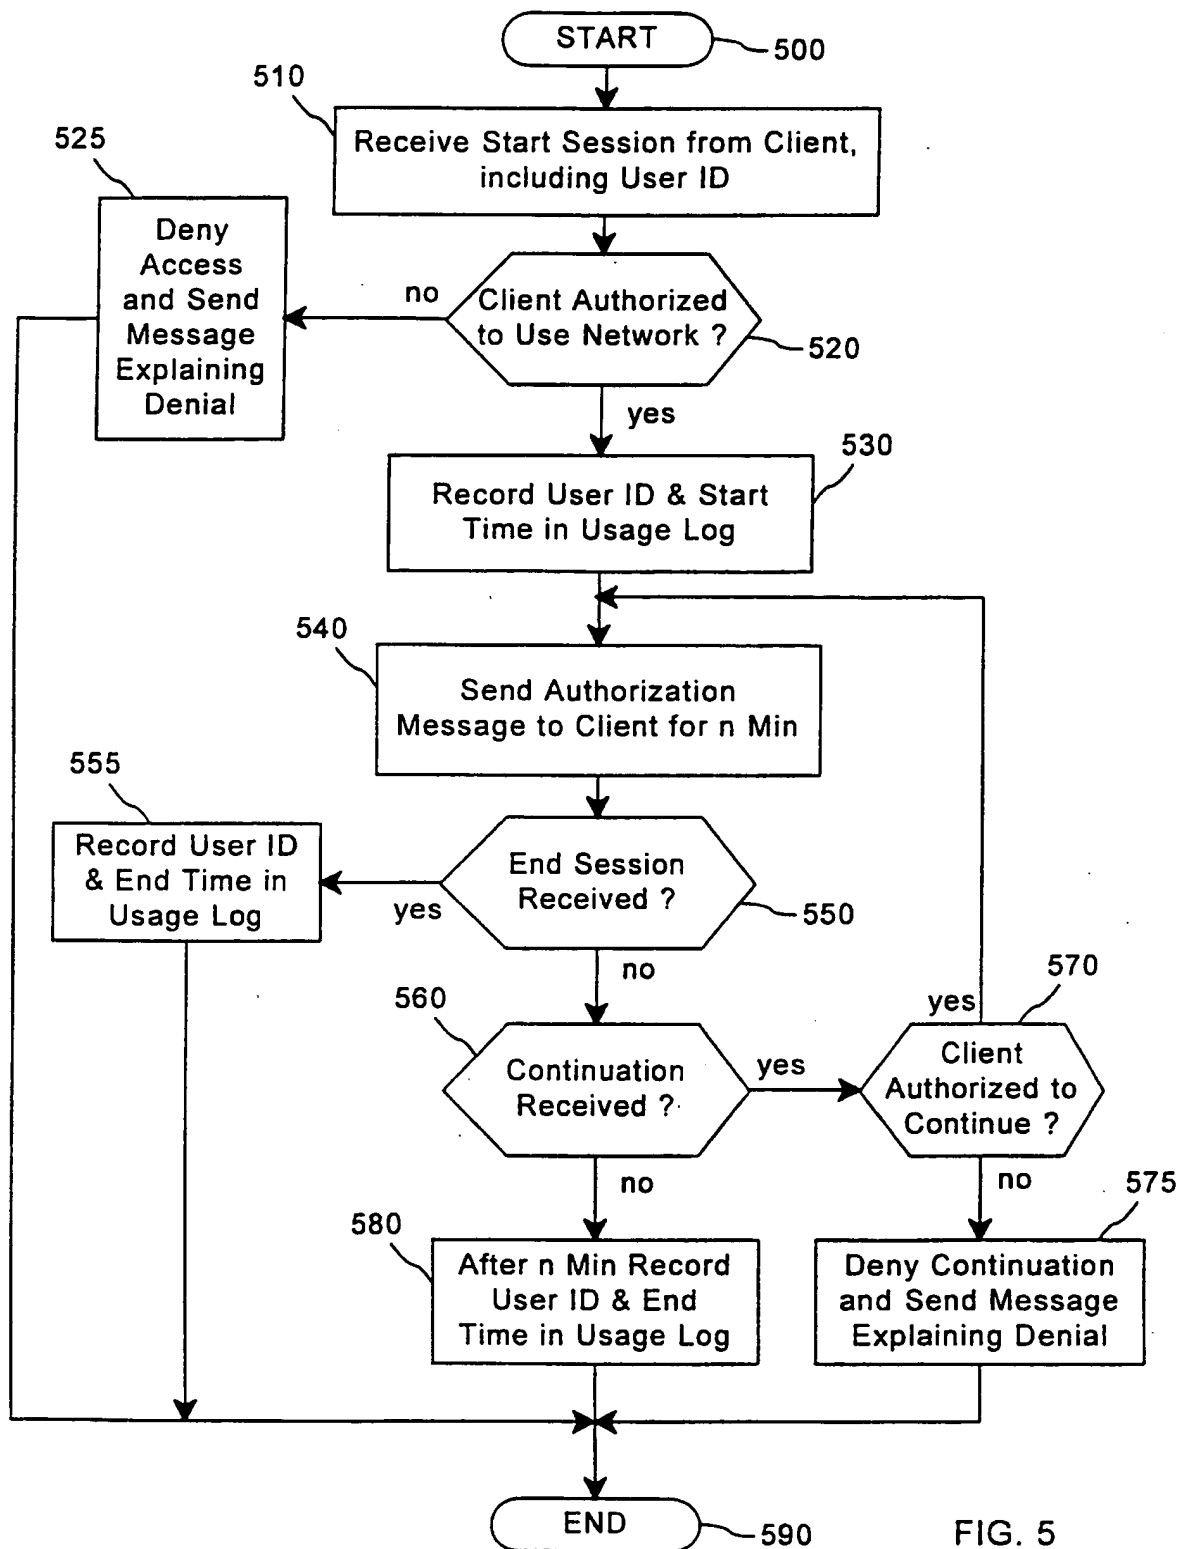 START
500
510
Receive Start Session from Client,
including User ID
525
Deny
Access
and Send
Message
Explaining
Denial
no
Client Authorized
to Use Network ?
520
yes
530
Record User ID & Start
Time in Usage Log
540
Send Authorization
Message to Client for n Min
555
Record User ID
& End Time in
Usage Log
yes
End Session
Received ?
550
no
560
Continuation
Received ?
yes
570
yes
Client
Authorized to
Continue ?
no
no
580
After n Min Record
User ID & End
Time in Usage Log
575
Deny Continuation
and Send Message
Explaining Denial
END
590
FIG. 5